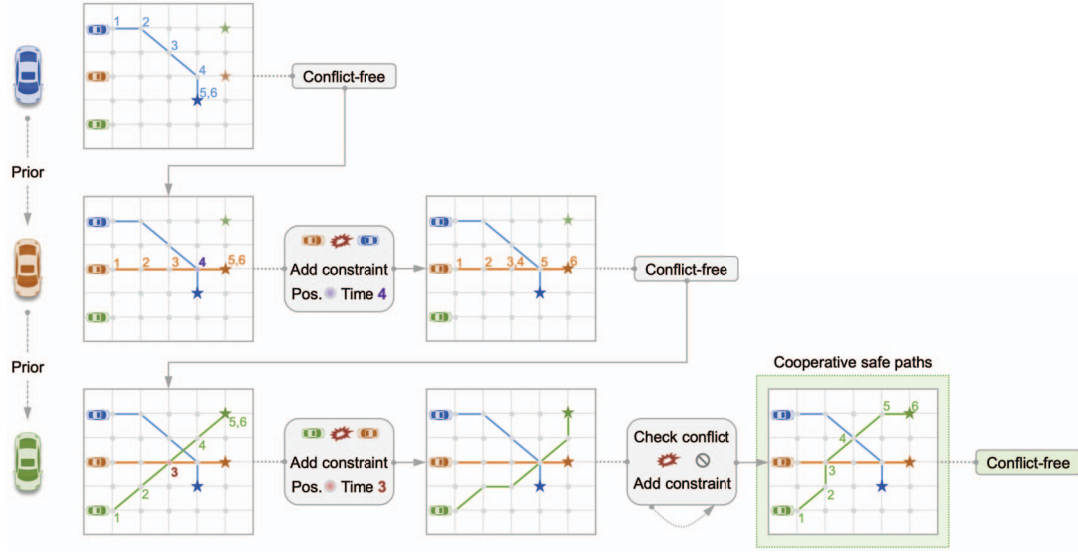 1 2
3
4
5,6
Conflict-free
Prior
1 2 3 4 5,6
Add constraint
Pos. Time 4
1 2 3,4 5 6
Conflict-free
Prior
Cooperative safe paths
5,6
4
3
2
1
Add constraint
Pos. Time 3
Check conflict
Add constraint
5 6
4
3
2
1
Conflict-free